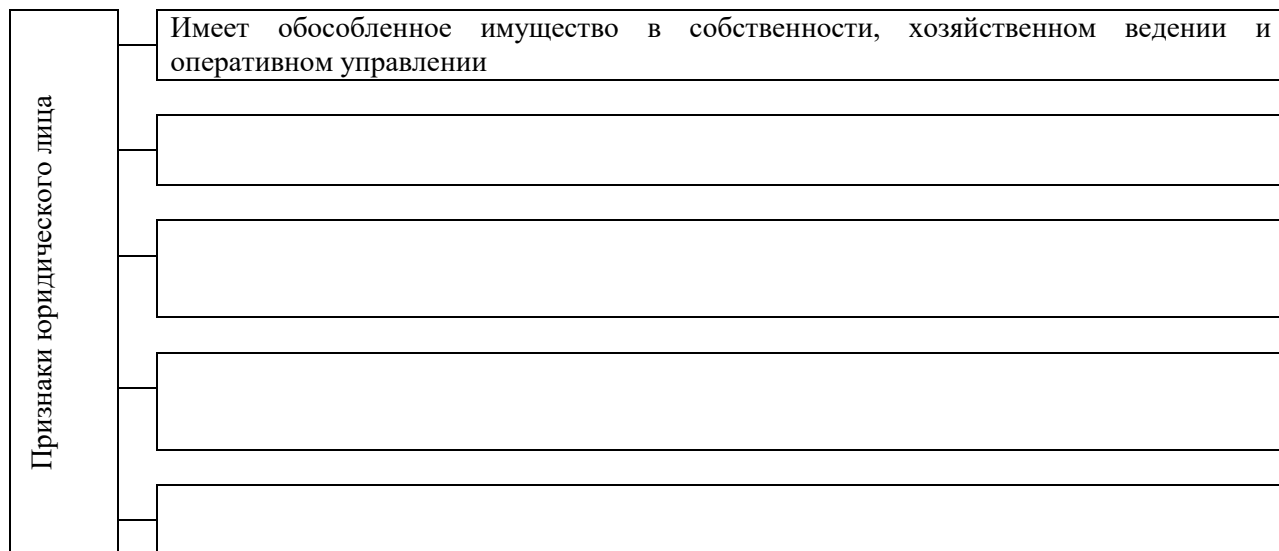 Признаки юридического лица
Имеет обособленное имущество в собственности, хозяйственном ведении и
оперативном управлении